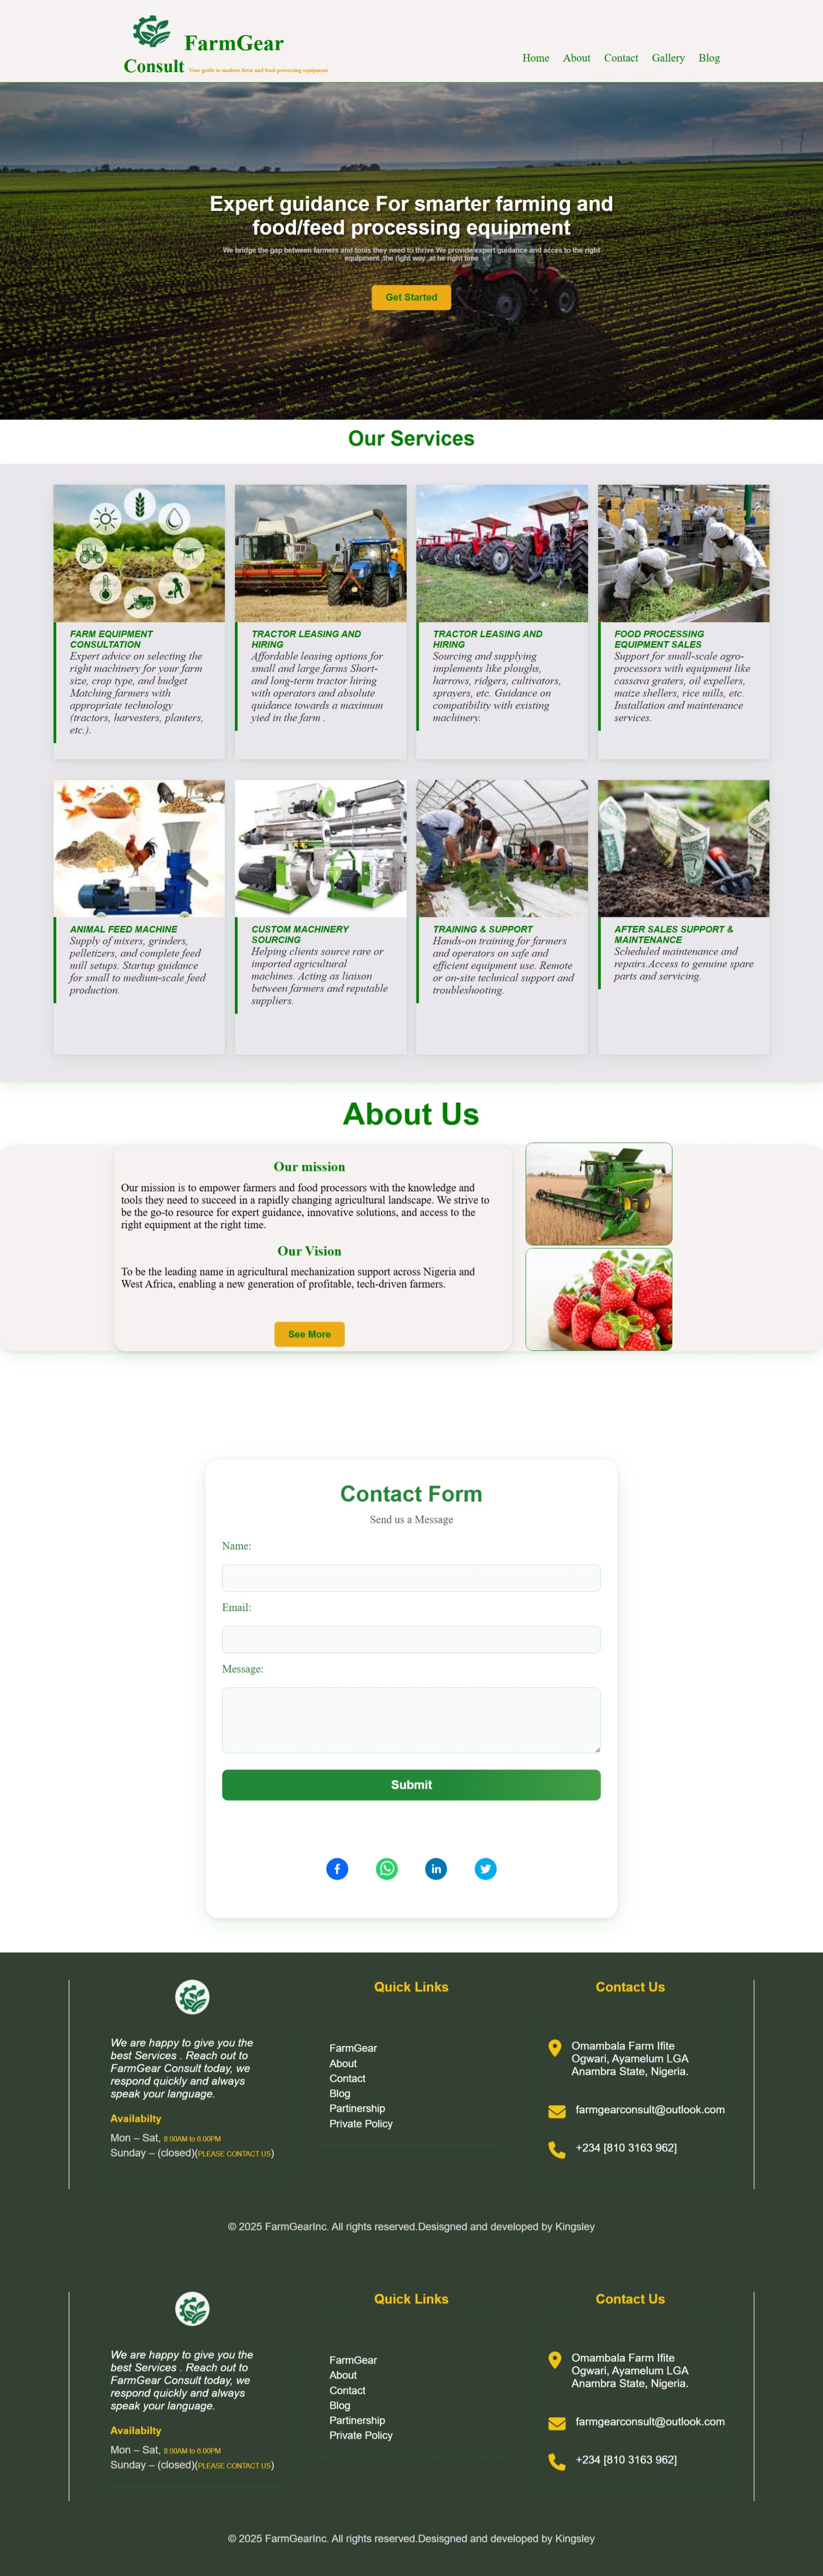 FarmGear
Consult Your guide to modern farm and feed processing equipment
Home About Contact Gallery Blog
Expert guidance For smarter farming and
food/feed processing equipment
We bridge the gap between farmers and tools they need to thrive.We provide expert guidance and acces to the right
equipment ,the right way ,at he right time
Get Started
Our Services
FARM EQUIPMENT
CONSULTATION
Expert advice on selecting the
right machinery for your farm
size, crop type, and budget
Matching farmers with
appropriate technology
(tractors, harvesters, planters,
etc.).
TRACTOR LEASING AND
HIRING
Affordable leasing options for
small and large farms Short-
and long-term tractor hiring
with operators and absolute
quidance towards a maximum
yied in the farm .
TRACTOR LEASING AND
HIRING
Sourcing and supplying
implements like ploughs,
harrows, ridgers, cultivators,
sprayers, etc. Guidance on
compatibility with existing
machinery.
FOOD PROCESSING
EQUIPMENT SALES
Support for small-scale agro-
processors with equipment like
cassava graters, oil expellers,
maize shellers, rice mills, etc.
Installation and maintenance
services.
ANIMAL FEED MACHINE
Supply of mixers, grinders,
pelletizers, and complete feed
mill setups. Startup guidance
for small to medium-scale feed
production.
CUSTOM MACHINERY
SOURCING
Helping clients source rare or
imported agricultural
machines. Acting as liaison
between farmers and reputable
suppliers.
TRAINING & SUPPORT
Hands-on training for farmers
and operators on safe and
efficient equipment use. Remote
or on-site technical support and
troubleshooting.
AFTER SALES SUPPORT &
MAINTENANCE
Scheduled maintenance and
repairs.Access to genuine spare
parts and servicing.
About Us
Our mission
Our mission is to empower farmers and food processors with the knowledge and
tools they need to succeed in a rapidly changing agricultural landscape. We strive to
be the go-to resource for expert guidance, innovative solutions, and access to the
right equipment at the right time.
Our Vision
To be the leading name in agricultural mechanization support across Nigeria and
West Africa, enabling a new generation of profitable, tech-driven farmers.
See More
Contact Form
Send us a Message
Name:
Email:
Message:
Submit
We are happy to give you the
best Services . Reach out to
FarmGear Consult today, we
respond quickly and always
speak your language.
Availabilty
Mon – Sat, 8:00AM to 6:00PM
Sunday – (closed)(PLEASE CONTACT US)
Quick Links
FarmGear
About
Contact
Blog
Partinership
Private Policy
Contact Us
Omambala Farm Ifite
Ogwari, Ayamelum LGA
Anambra State, Nigeria.
farmgearconsult@outlook.com
+234 [810 3163 962]
© 2025 FarmGearInc. All rights reserved.Desisgned and developed by Kingsley
We are happy to give you the
best Services . Reach out to
FarmGear Consult today, we
respond quickly and always
speak your language.
Availabilty
Mon – Sat, 8:00AM to 6:00PM
Sunday – (closed)(PLEASE CONTACT US)
Quick Links
FarmGear
About
Contact
Blog
Partinership
Private Policy
Contact Us
Omambala Farm Ifite
Ogwari, Ayamelum LGA
Anambra State, Nigeria.
farmgearconsult@outlook.com
+234 [810 3163 962]
© 2025 FarmGearInc. All rights reserved.Desisgned and developed by Kingsley